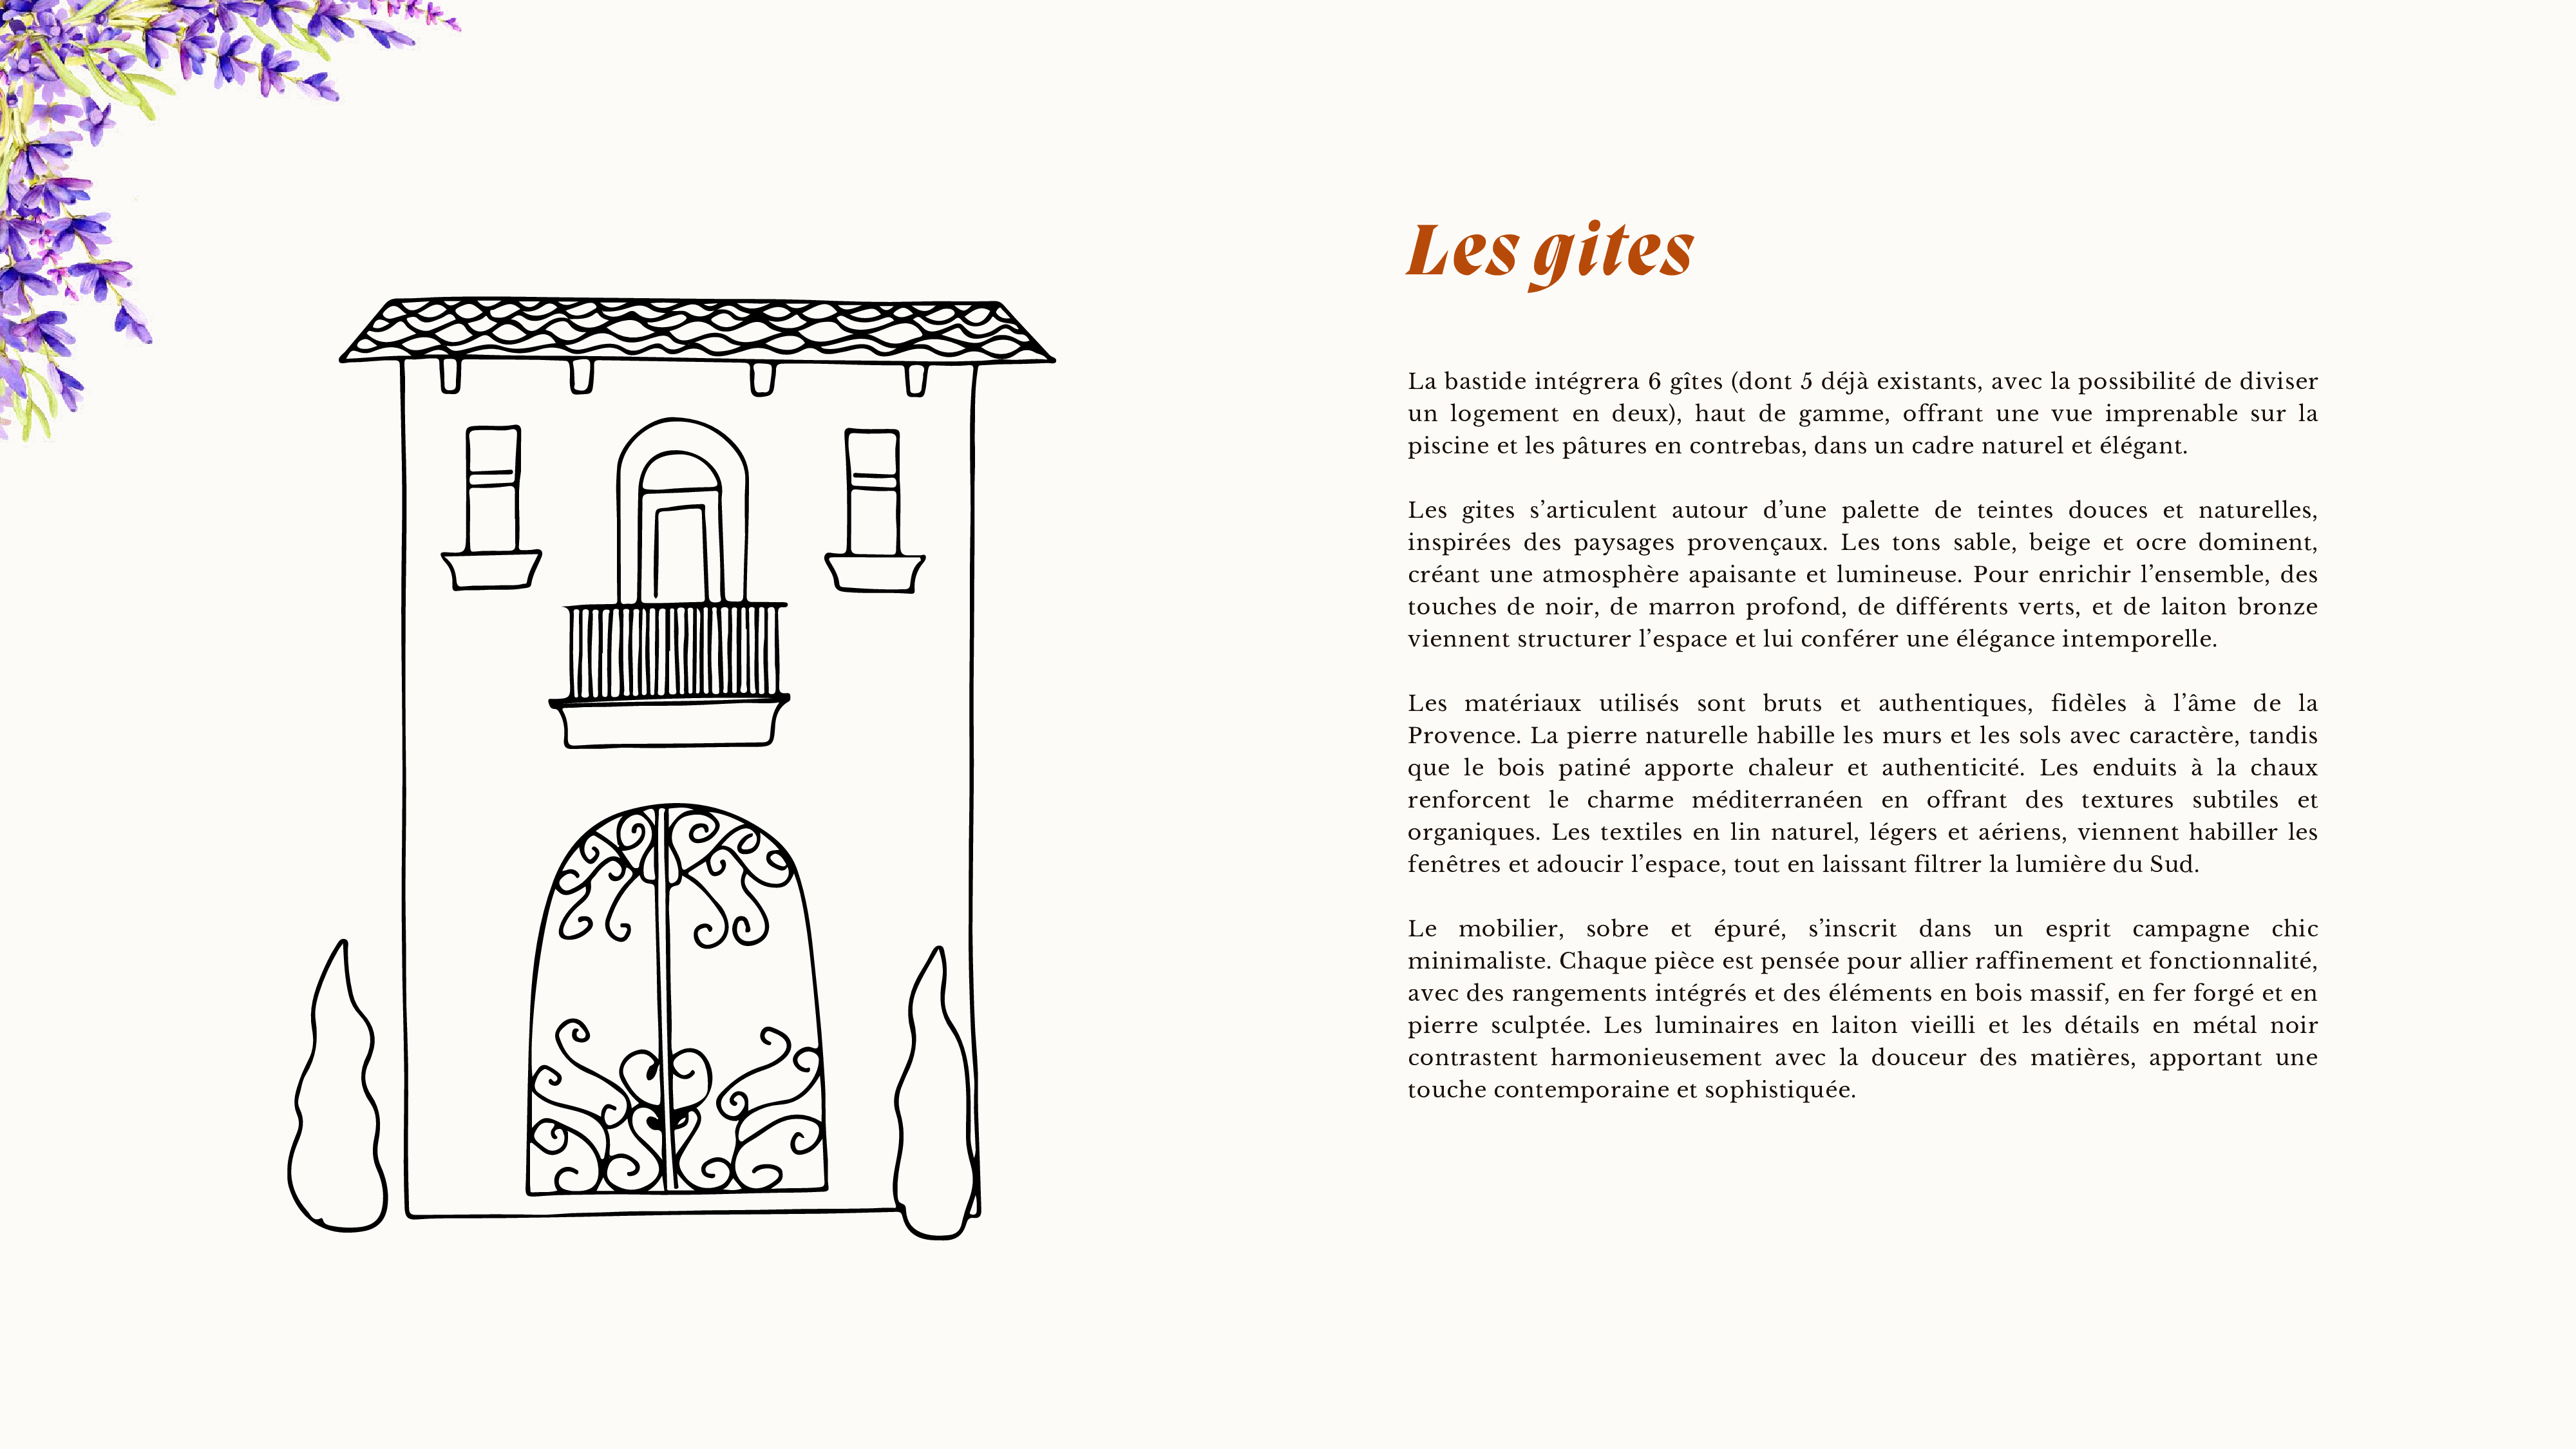 Les gites
La bastide intégrera 6 gîtes (dont 5 déjà existants, avec la possibilité de diviser
un logement en deux), haut de gamme, offrant une vue imprenable sur la
piscine et les pâtures en contrebas, dans un cadre naturel et élégant.
Les gites s’articulent autour d’une palette de teintes douces et naturelles,
inspirées des paysages provençaux. Les tons sable, beige et ocre dominent,
créant une atmosphère apaisante et lumineuse. Pour enrichir l’ensemble, des
touches de noir, de marron profond, de différents verts, et de laiton bronze
viennent structurer l’espace et lui conférer une élégance intemporelle.
Les matériaux utilisés sont bruts et authentiques, fidèles à l’âme de la
Provence. La pierre naturelle habille les murs et les sols avec caractère, tandis
que le bois patiné apporte chaleur et authenticité. Les enduits à la chaux
renforcent le charme méditerranéen en offrant des textures subtiles et
organiques. Les textiles en lin naturel, légers et aériens, viennent habiller les
fenêtres et adoucir l’espace, tout en laissant filtrer la lumière du Sud.
Le mobilier, sobre et épuré, s’inscrit dans un esprit campagne chic
minimaliste. Chaque pièce est pensée pour allier raffinement et fonctionnalité,
avec des rangements intégrés et des éléments en bois massif, en fer forgé et en
pierre sculptée. Les luminaires en laiton vieilli et les détails en métal noir
contrastent harmonieusement avec la douceur des matières, apportant une
touche contemporaine et sophistiquée.